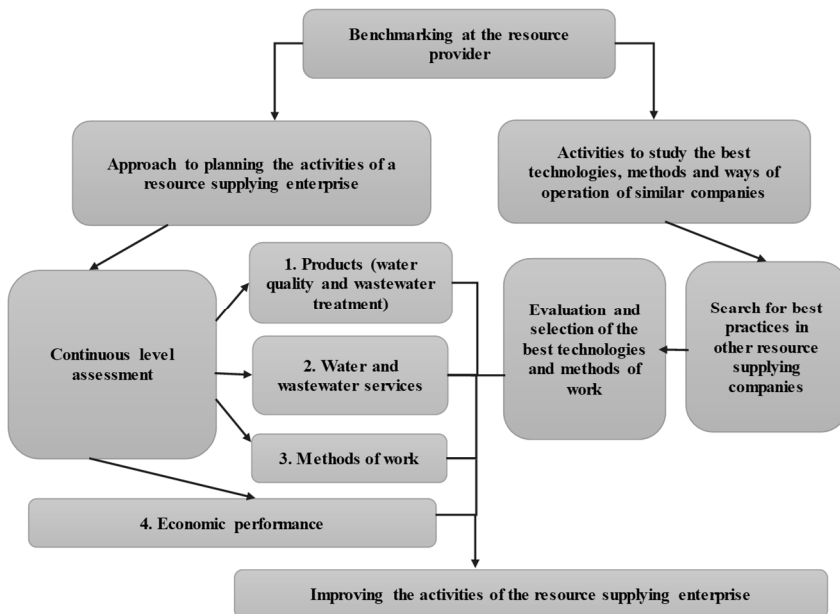 Benchmarking at the resource
provider
Approach to planning the activities of a
resource supplying enterprise
Activities to study the best
technologies, methods and ways of
operation of similar companies
Continuous level
assessment
1. Products (water
quality and wastewater
treatment)
2. Water and
wastewater services
3. Methods of work
4. Economic performance
Evaluation and
selection of the
best technologies
and methods of
work
Search for best
practices in
other resource
supplying
companies
Improving the activities of the resource supplying enterprise